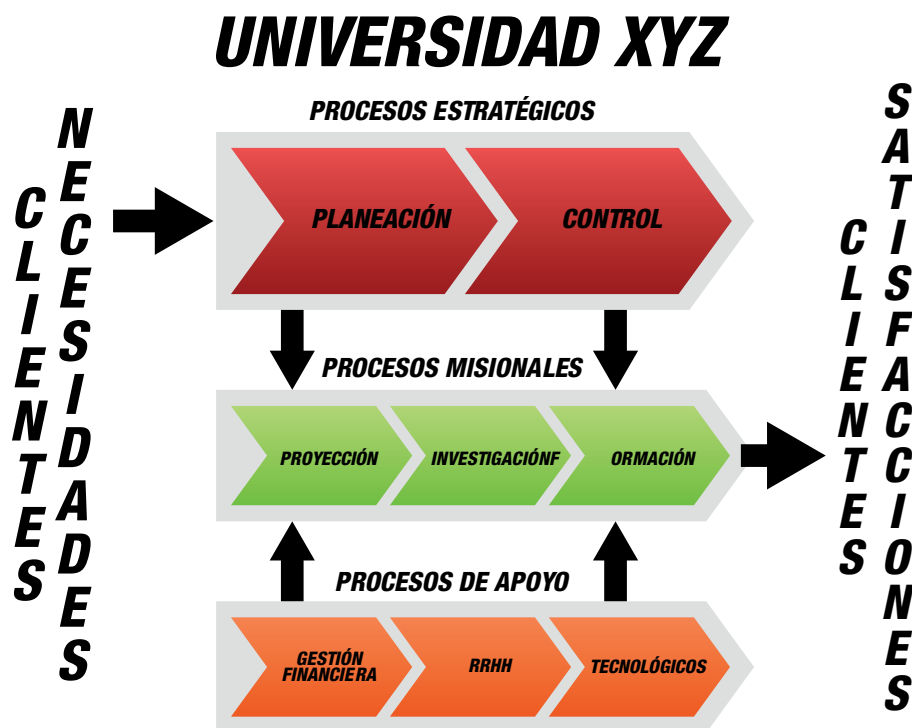 UNIVERSIDAD XYZ
CLIENTES
NECESIDADES
PROCESOS ESTRATÉGICOS
PLANEACIÓN
CONTROL
PROCESOS MISIONALES
PROYECCIÓN
INVESTIGACIÓNF
ORMACIÓN
PROCESOS DE APOYO
GESTIÓN
FINANCIERA
RRHH
TECNOLÓGICOS
CLIENTES
SATISFACCIONES